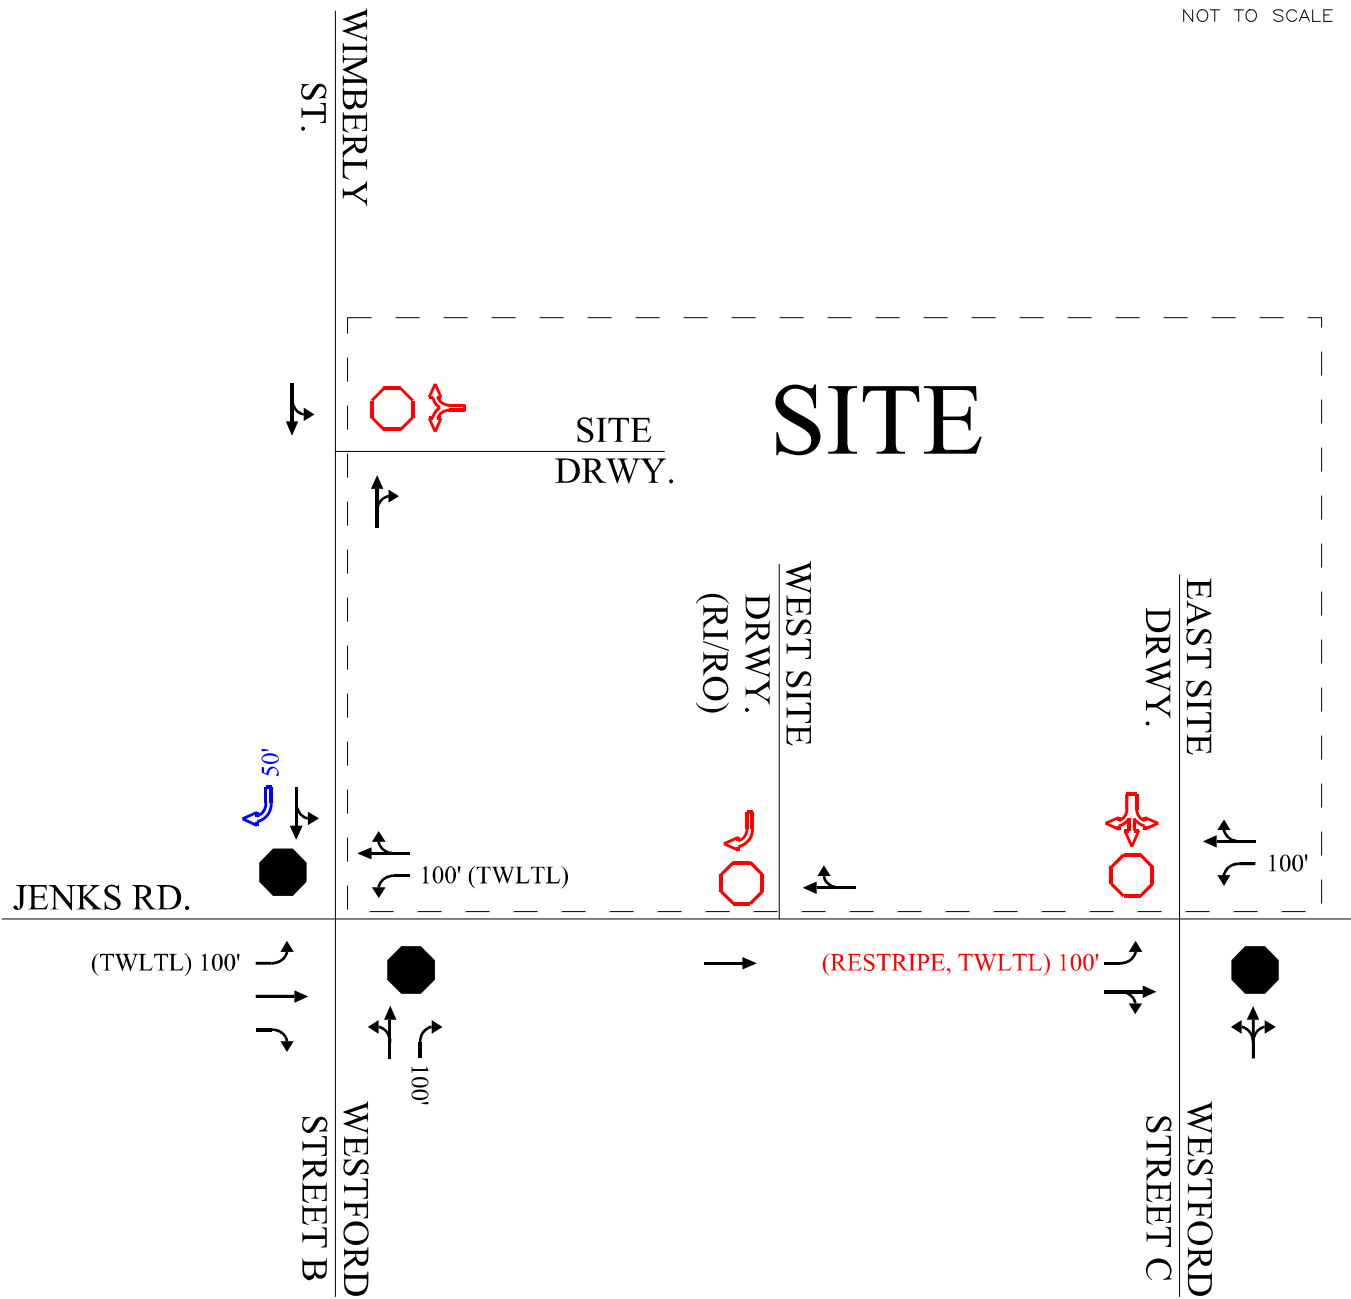 NOT TO SCALE
WIMBERLY
ST.
SITE
SITE
DRWY.
WEST SITE
DRWY.
(RI/RO)
EAST SITE
DRWY.
50'
100' (TWLTL)
100'
JENKS RD.
(TWLTL) 100'
(RESTRIPE, TWLTL) 100'
100'
WESTFORD
STREET B
WESTFORD
STREET C